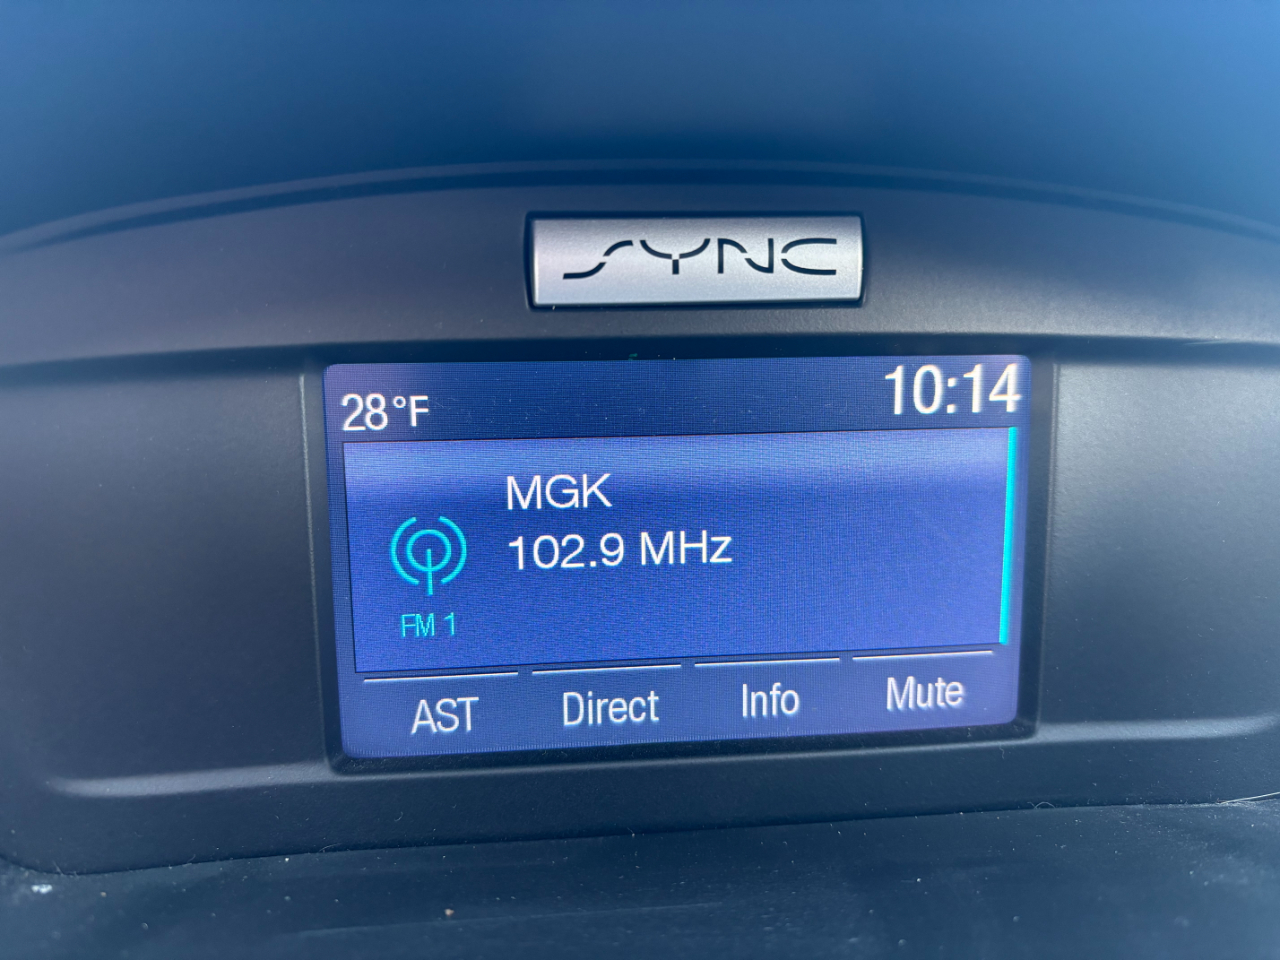 SYNC
28°F 10:14
MGK
102.9 MHz
FM 1
AST Direct Info Mute